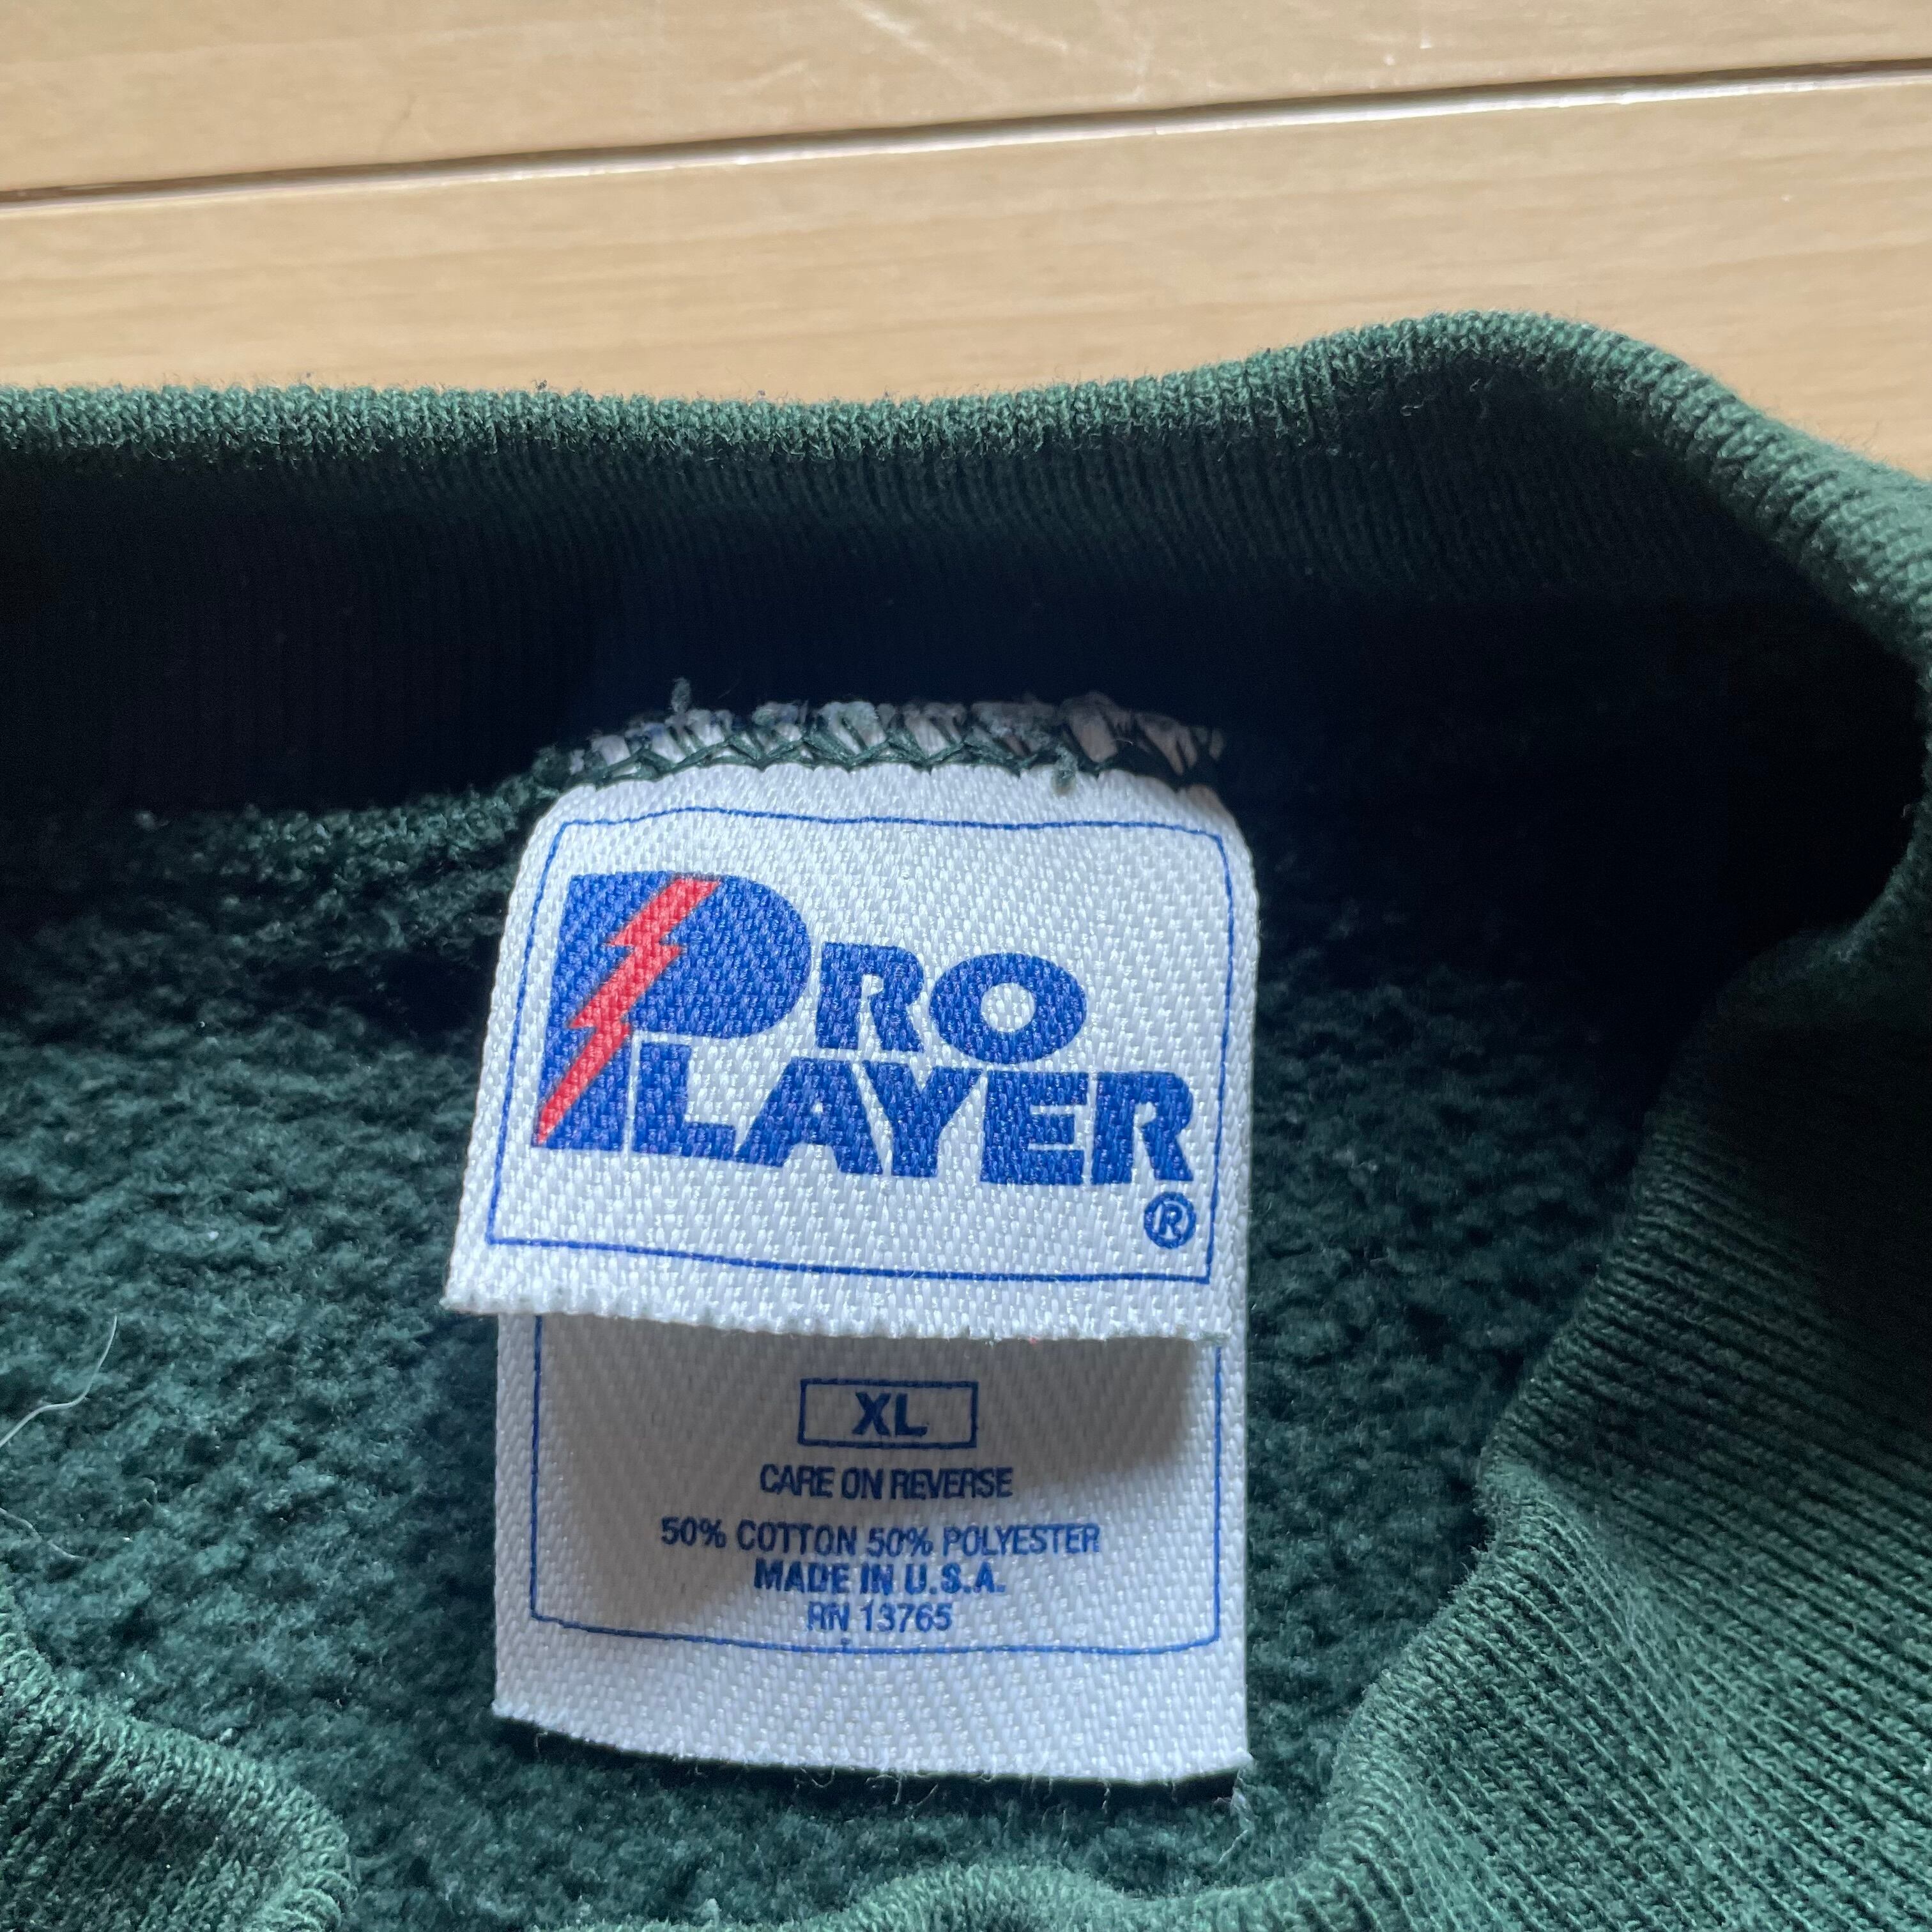 PRO
PLAYER
®
XL
CARE ON REVERSE
50% COTTON 50% POLYESTER
MADE IN U.S.A.
RN 13765